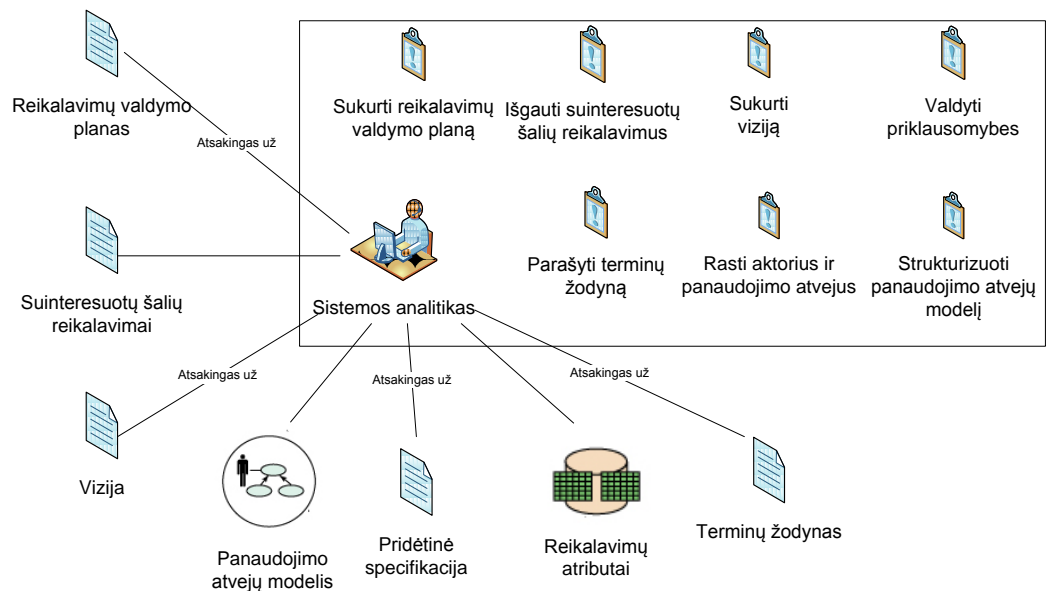 Reikalavimų valdymo
planas
Sukurti reikalavimų
valdymo planą
Išgauti suinteresuotų
šalių reikalavimus
Sukurti
viziją
Valdyti
priklausomybes
Atsakingas už
Parašyti terminų
žodyną
Rasti aktorius ir
panaudojimo atvejus
Strukturizuoti
panaudojimo atvejų
modelį
Suinteresuotų šalių
reikalavimai
Sistemos analitikas
Atsakingas už
Atsakingas už
Atsakingas už
Vizija
Panaudojimo
atvejų modelis
Pridėtinė
specifikacija
Reikalavimų
atributai
Terminų žodynas